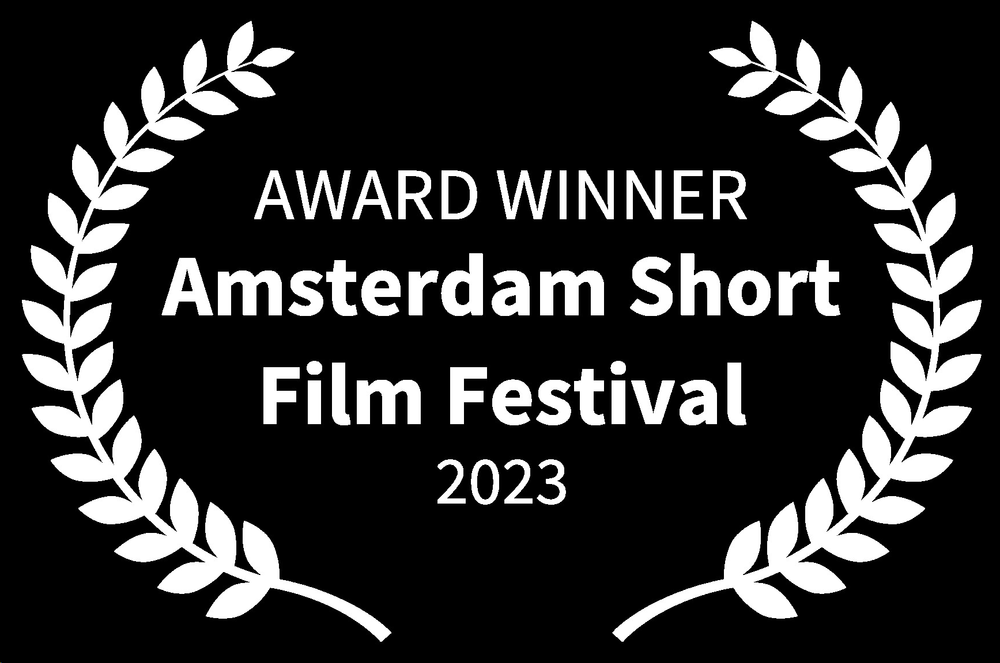 AWARD WINNER
Amsterdam Short
Film Festival
2023